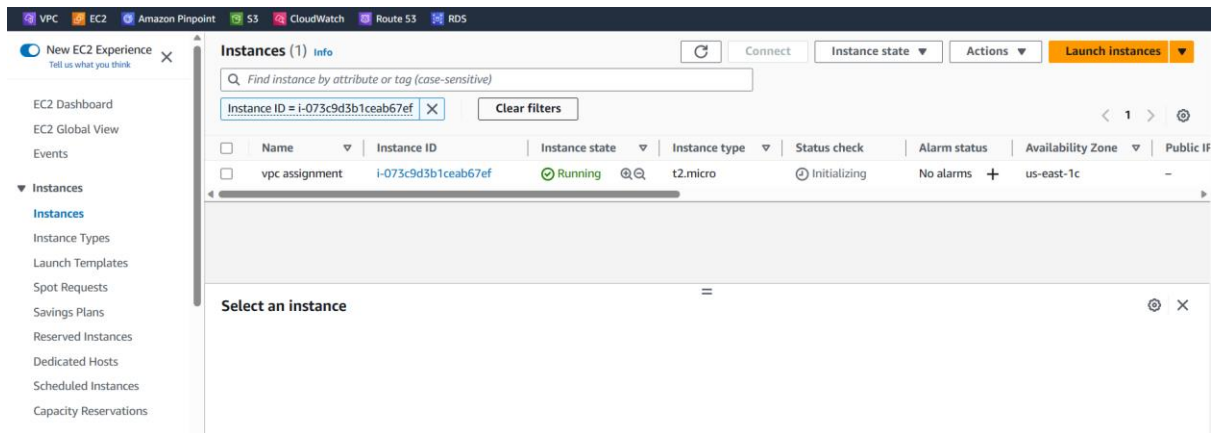 VPC EC2 Amazon Pinpoint S3 CloudWatch Route 53 RDS
New EC2 Experience
Tell us what you think
EC2 Dashboard
EC2 Global View
Events
Instances
Instances
Instance Types
Launch Templates
Spot Requests
Savings Plans
Reserved Instances
Dedicated Hosts
Scheduled Instances
Capacity Reservations
Instances (1) Info
Connect Instance state Actions Launch instances
Find instance by attribute or tag (case-sensitive)
Instance ID = i-073c9d3b1ceab67ef Clear filters
1
Name Instance ID Instance state Instance type Status check Alarm status Availability Zone Public IP
vpc assignment i-073c9d3b1ceab67ef Running t2.micro Initializing No alarms + us-east-1c –
Select an instance